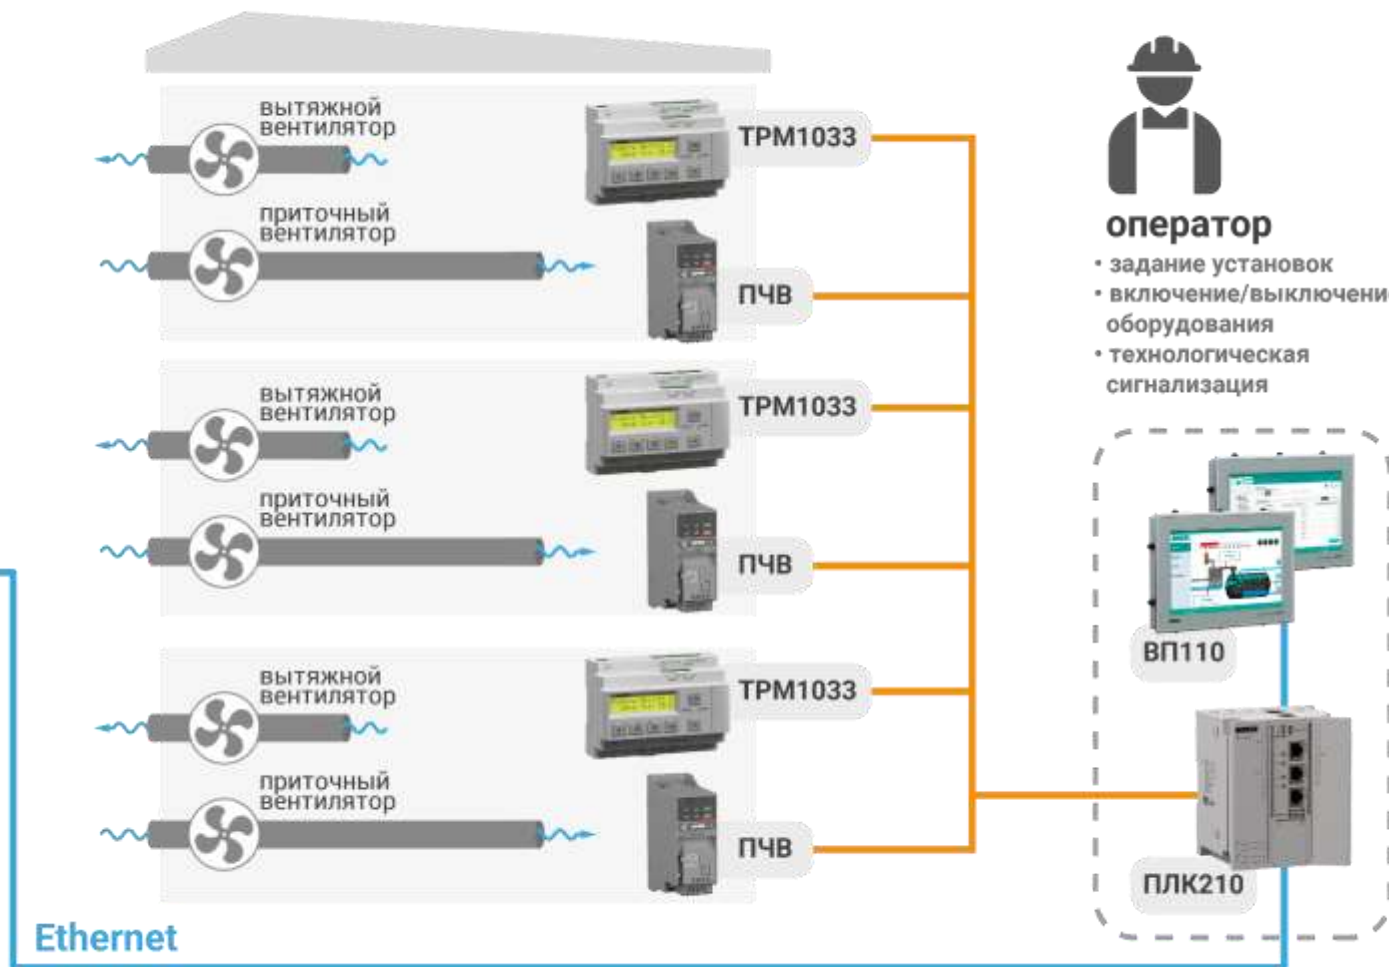 вытяжной
вентилятор
ТРМ1033
приточный
вентилятор
ПЧВ
вытяжной
вентилятор
ТРМ1033
приточный
вентилятор
ПЧВ
вытяжной
вентилятор
ТРМ1033
приточный
вентилятор
ПЧВ
Ethernet
оператор
• задание установок
• включение/выключени
оборудования
• технологическая
сигнализация
ВП110
ПЛК210